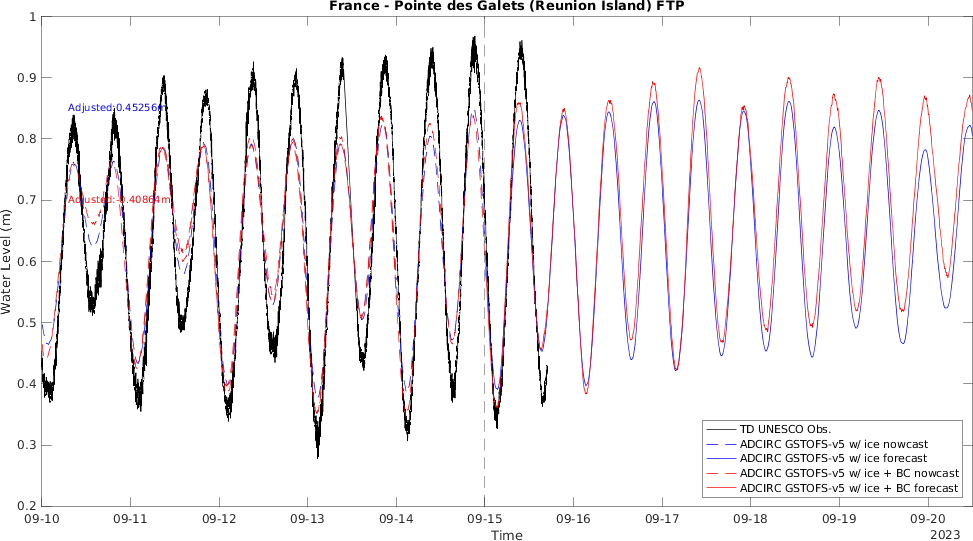 France - Pointe des Galets (Reunion Island) FTP
Water Level (m)
1
0.9
0.8
0.7
0.6
0.5
0.4
0.3
0.2
Adjusted:0.45256m
Adjusted:-0.40864m
TD UNESCO Obs.
ADCIRC GSTOFS-v5 w/ ice nowcast
ADCIRC GSTOFS-v5 w/ ice forecast
ADCIRC GSTOFS-v5 w/ ice + BC nowcast
ADCIRC GSTOFS-v5 w/ ice + BC forecast
09-10 09-11 09-12 09-13 09-14 09-15 09-16 09-17 09-18 09-19 09-20
Time
2023